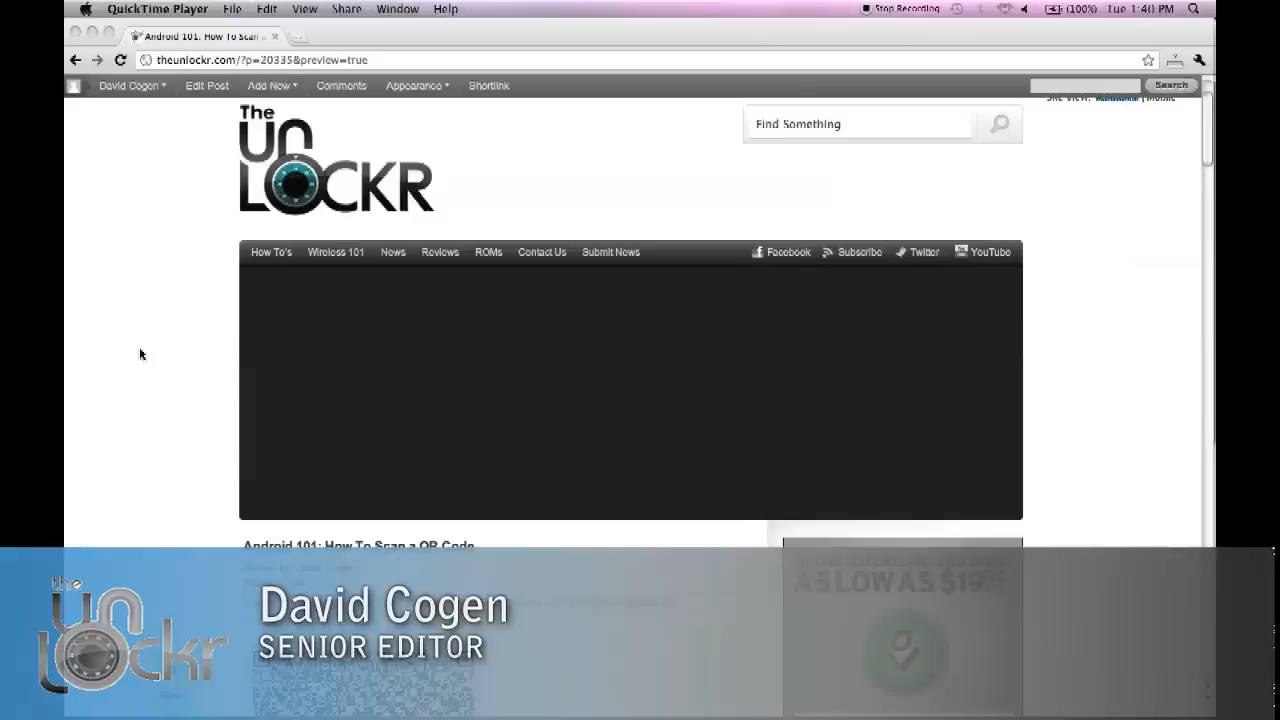 QuickTime Player File Edit View Share Window Help Stop Recording (100%) Tue 1:40 PM
Android 101: How To Scan a
theunlockr.com/?p=20335&preview=true
David Cogen Edit Post Add New Comments Appearance Shortlink Search
The
UNLOCKR
Find Something
How To's Wireless 101 News Reviews ROMs Contact Us Submit News Facebook Subscribe Twitter YouTube
Android 101: How To Scan a QR Code
AS LOW AS $19
the
unlockr
David Cogen
SENIOR EDITOR